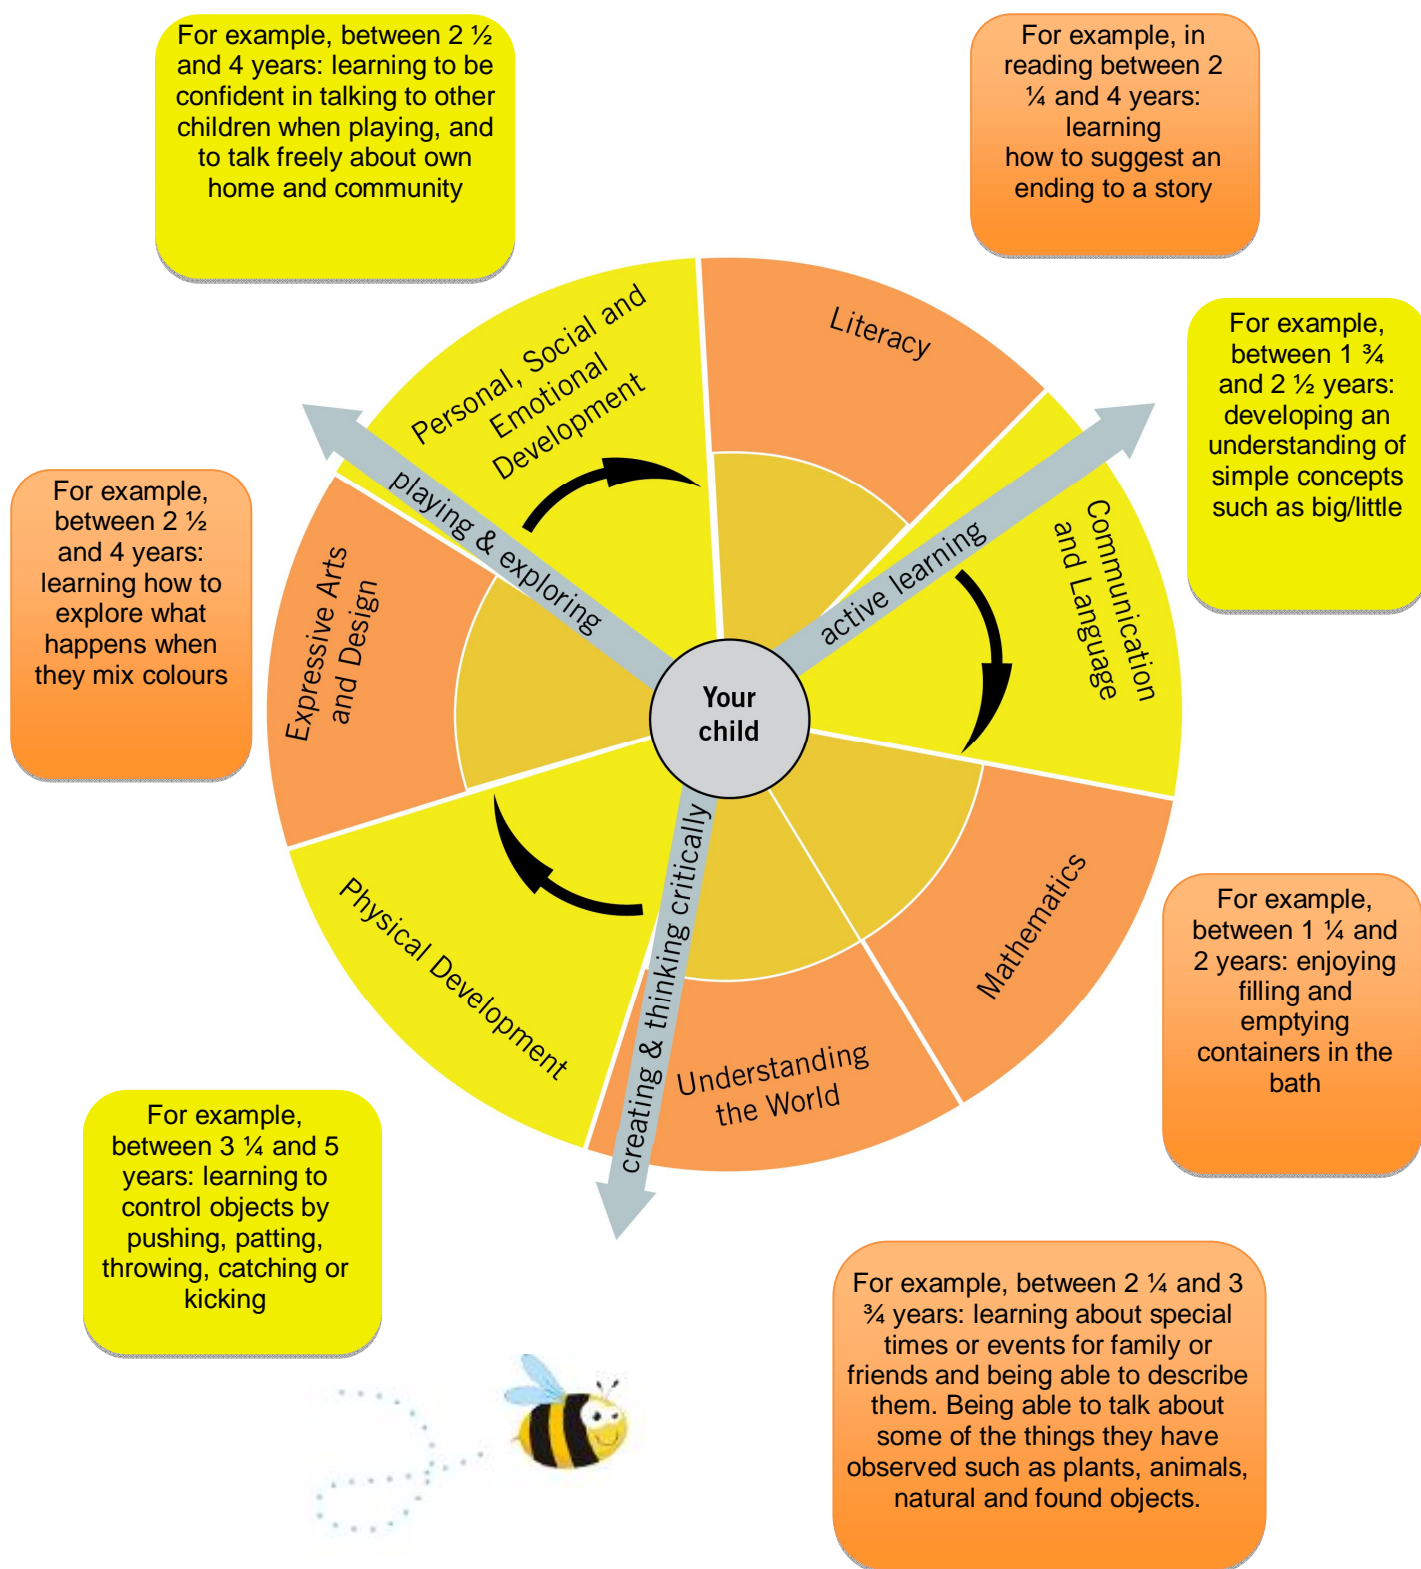 For example, between 2 ½
and 4 years: learning to be
confident in talking to other
children when playing, and
to talk freely about own
home and community
For example, in
reading between 2
¼ and 4 years:
learning
how to suggest an
ending to a story
For example,
between 1 ¾
and 2 ½ years:
developing an
understanding of
simple concepts
such as big/little
For example,
between 2 ½
and 4 years:
learning how to
explore what
happens when
they mix colours
Personal, Social and
Emotional
Development
Literacy
Communication
and Language
Mathematics
Understanding
the World
Physical Development
Expressive Arts
and Design
playing & exploring
active learning
creating & thinking critically
Your
child
For example,
between 1 ¼ and
2 years: enjoying
filling and
emptying
containers in the
bath
For example,
between 3 ¼ and 5
years: learning to
control objects by
pushing, patting,
throwing, catching or
kicking
For example, between 2 ¼ and 3
¾ years: learning about special
times or events for family or
friends and being able to describe
them. Being able to talk about
some of the things they have
observed such as plants, animals,
natural and found objects.